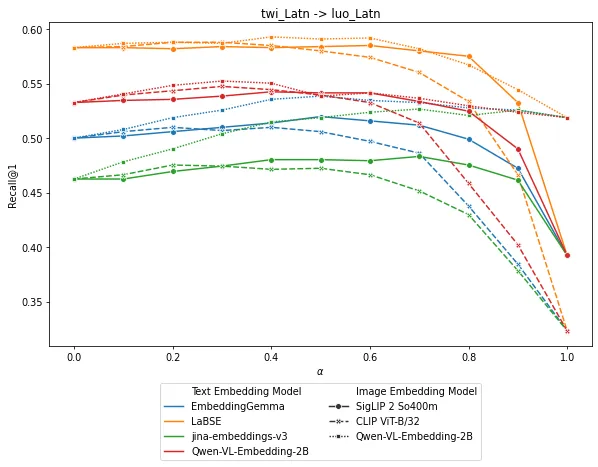 twi_Latn -> luo_Latn
0.60
0.55
0.50
0.45
0.40
0.35
Recall@1
0.0 0.2 0.4 0.6 0.8 1.0
α
Text Embedding Model Image Embedding Model
EmbeddingGemma SigLIP 2 So400m
LaBSE CLIP ViT-B/32
jina-embeddings-v3 Qwen-VL-Embedding-2B
Qwen-VL-Embedding-2B